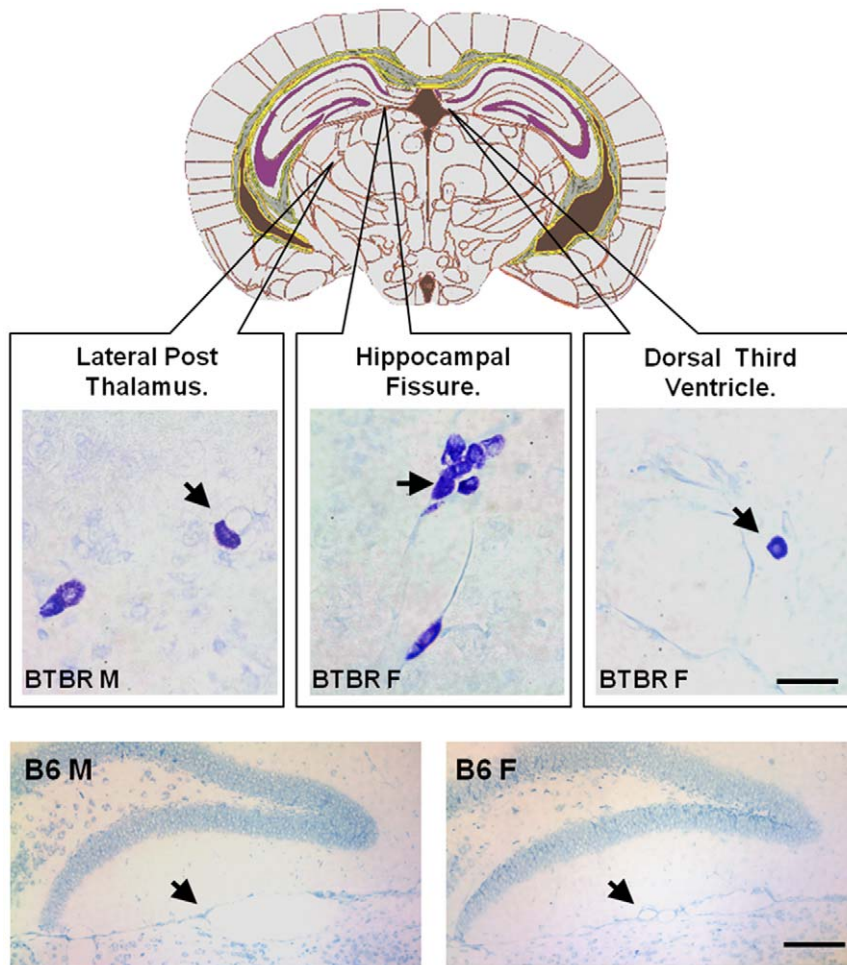 Lateral Post
Thalamus.
Hippocampal
Fissure.
Dorsal Third
Ventricle.
BTBR M
BTBR F
BTBR F
B6 M
B6 F